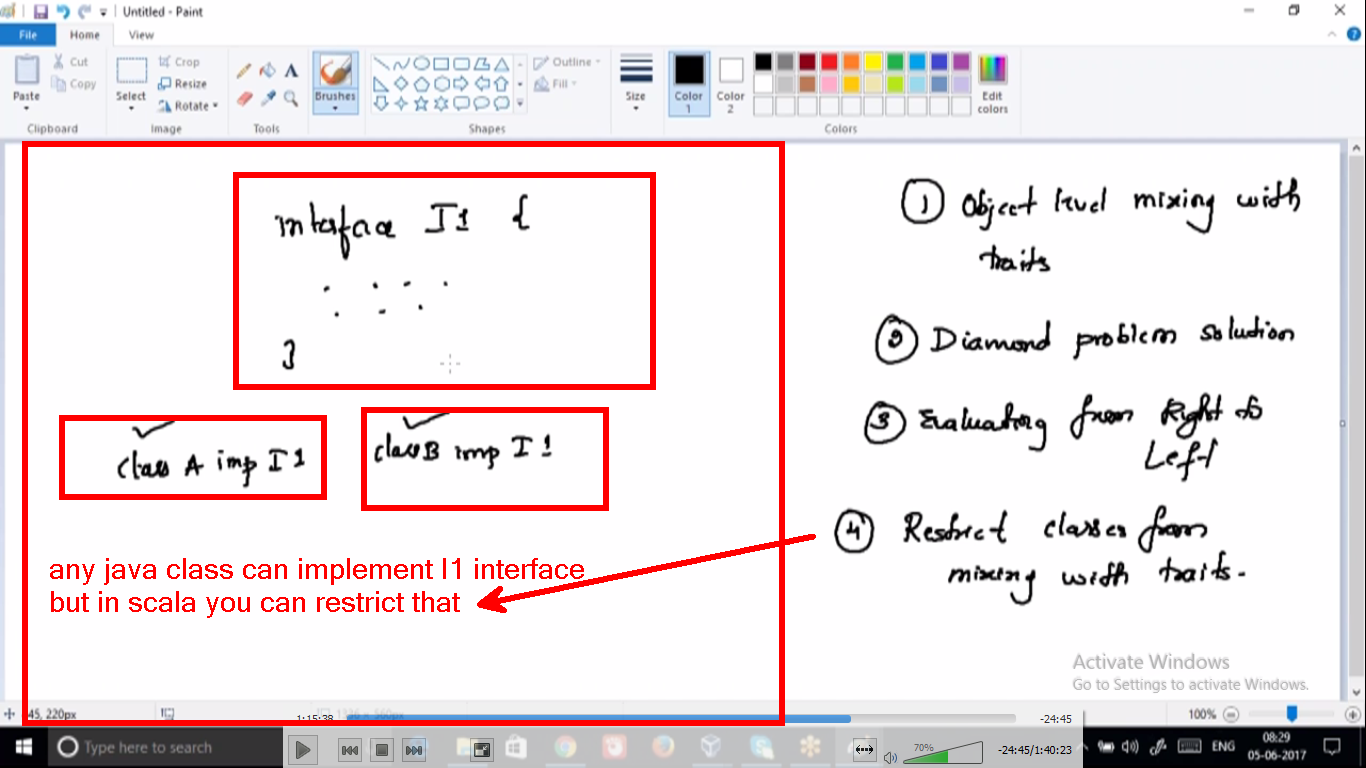 Untitled - Paint
File
Home
View
Paste
Cut
Copy
Clipboard
Select
Crop
Resize
Rotate
Image
A
Tools
Brushes
Outline
Fill
Shapes
Size
Color 1
Color 2
Edit colors
Colors
interface I1 {
}
class A imp I1
class B imp I1
any java class can implement I1 interface
but in scala you can restrict that
1 Object level mixing with
traits
2 Diamond problem solution
3 Evaluating from Right to
Left
4 Restrict classes from
mixing with traits.
Activate Windows
Go to Settings to activate Windows.
45, 220px
100%
1:15:38
-24:45
Type here to search
70%
-24:45/1:40:23
ENG
08:29
05-06-2017